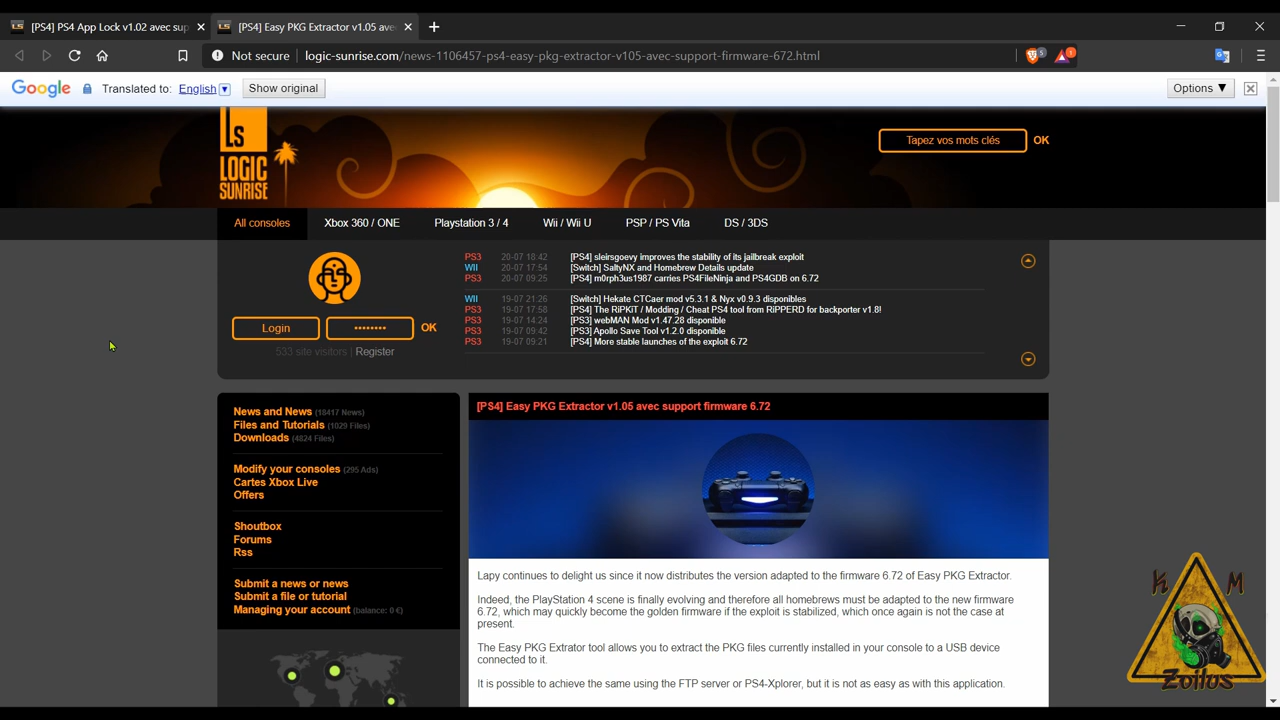 [PS4] PS4 App Lock v1.02 avec sup
[PS4] Easy PKG Extractor v1.05 ave
Not secure
logic-sunrise.com/news-1106457-ps4-easy-pkg-extractor-v105-avec-support-firmware-672.html
5
1
Google
Translated to: English
Show original
Options ▼
Ls
LOGIC
SUNRISE
Tapez vos mots clés
OK
All consoles
Xbox 360 / ONE
Playstation 3 / 4
Wii / Wii U
PSP / PS Vita
DS / 3DS
PS3 20-07 18:42 [PS4] sleirsgoevy improves the stability of its jailbreak exploit
WII 20-07 17:54 [Switch] SaltyNX and Homebrew Details update
PS3 20-07 09:25 [PS4] m0rph3us1987 carries PS4FileNinja and PS4GDB on 6.72
WII 19-07 21:26 [Switch] Hekate CTCaer mod v5.3.1 & Nyx v0.9.3 disponibles
PS3 19-07 17:58 [PS4] The RiPKIT / Modding / Cheat PS4 tool from RiPPERD for backporter v1.8!
PS3 19-07 14:24 [PS3] webMAN Mod v1.47.28 disponible
PS3 19-07 09:42 [PS3] Apollo Save Tool v1.2.0 disponible
PS3 19-07 09:21 [PS4] More stable launches of the exploit 6.72
Login
••••••••
OK
533 site visitors | Register
News and News (18417 News)
Files and Tutorials (1029 Files)
Downloads (4824 Files)
Modify your consoles (295 Ads)
Cartes Xbox Live
Offers
Shoutbox
Forums
Rss
Submit a news or news
Submit a file or tutorial
Managing your account (balance: 0 €)
[PS4] Easy PKG Extractor v1.05 avec support firmware 6.72
Lapy continues to delight us since it now distributes the version adapted to the firmware 6.72 of Easy PKG Extractor.
Indeed, the PlayStation 4 scene is finally evolving and therefore all homebrews must be adapted to the new firmware
6.72, which may quickly become the golden firmware if the exploit is stabilized, which once again is not the case at
present.
The Easy PKG Extrator tool allows you to extract the PKG files currently installed in your console to a USB device
connected to it.
It is possible to achieve the same using the FTP server or PS4-Xplorer, but it is not as easy as with this application.
K M
Zoilus